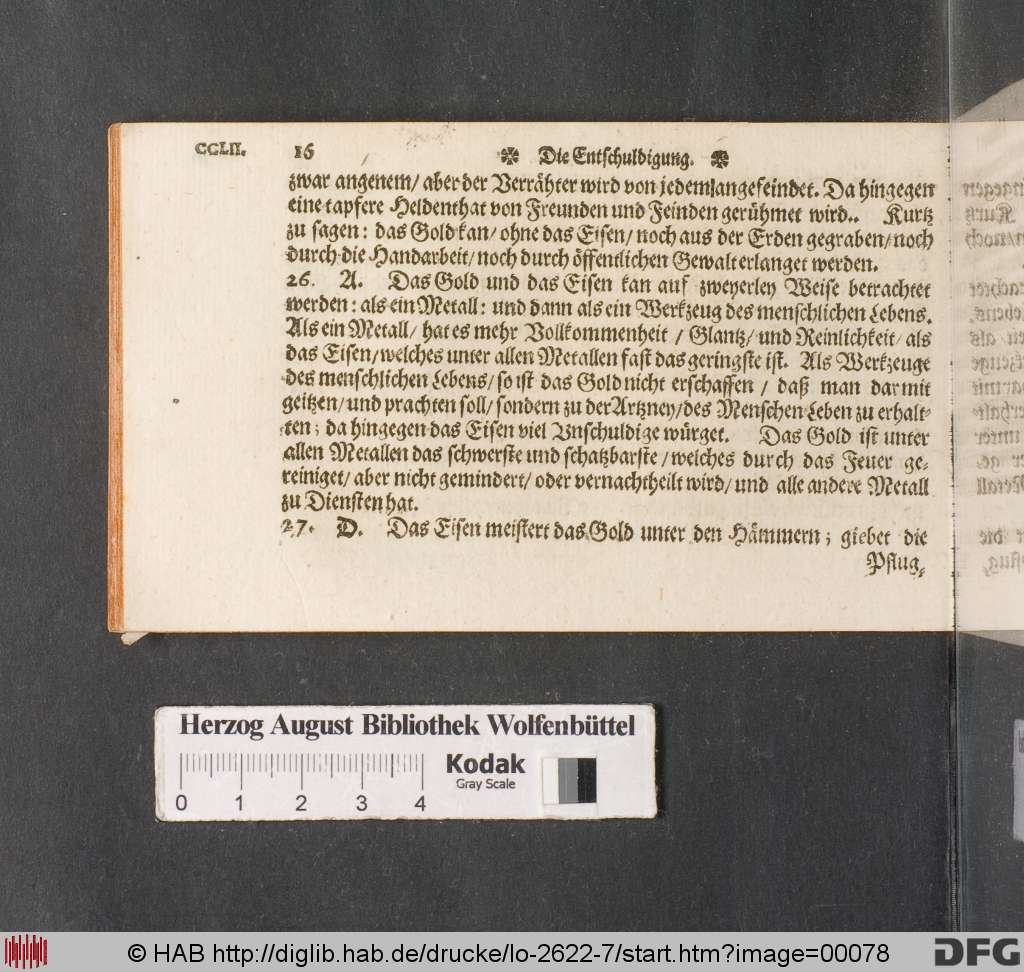 CCLII. 16 ✠ Die Entschuldigung. ✠
zwar angenem/ aber der Verrähter wird von jedem angefeindet. Da hingegen
eine tapfere Heldenthat von Freunden und Feinden gerühmet wird.. Kurtz
zu sagen: das Gold kan/ ohne das Eisen/ noch aus der Erden gegraben/ noch
durch die Handarbeit/ noch durch öffentlichen Gewalt erlanget werden.
26. A. Das Gold und das Eisen kan auf zweyerley Weise betrachtet
werden: als ein Metall: und dann als ein Werkzeug des menschlichen Lebens.
Als ein Metall/ hat es mehr Vollkommenheit / Glantz/ und Reinlichkeit/ als
das Eisen/ welches unter allen Metallen fast das geringste ist. Als Werkzeuge
des menschlichen Lebens/ so ist das Gold nicht erschaffen / daß man darmit
geitzen/ und prachten soll/ sondern zu der Artzney/ des Menschen Leben zu erhalt-
ten; da hingegen das Eisen viel Vnschuldige würget. Das Gold ist unter
allen Metallen das schwerste und schatzbarste / welches durch das Feuer ge-
reiniget/ aber nicht gemindert/ oder vernachtheilt wird/ und alle andere Metall
zu Diensten hat.
27. D. Das Eisen meistert das Gold unter den Hämmern; giebet die
Pflug-
Herzog August Bibliothek Wolfenbüttel
Kodak
Gray Scale
0 1 2 3 4
© HAB http://diglib.hab.de/drucke/lo-2622-7/start.htm?image=00078 DFG